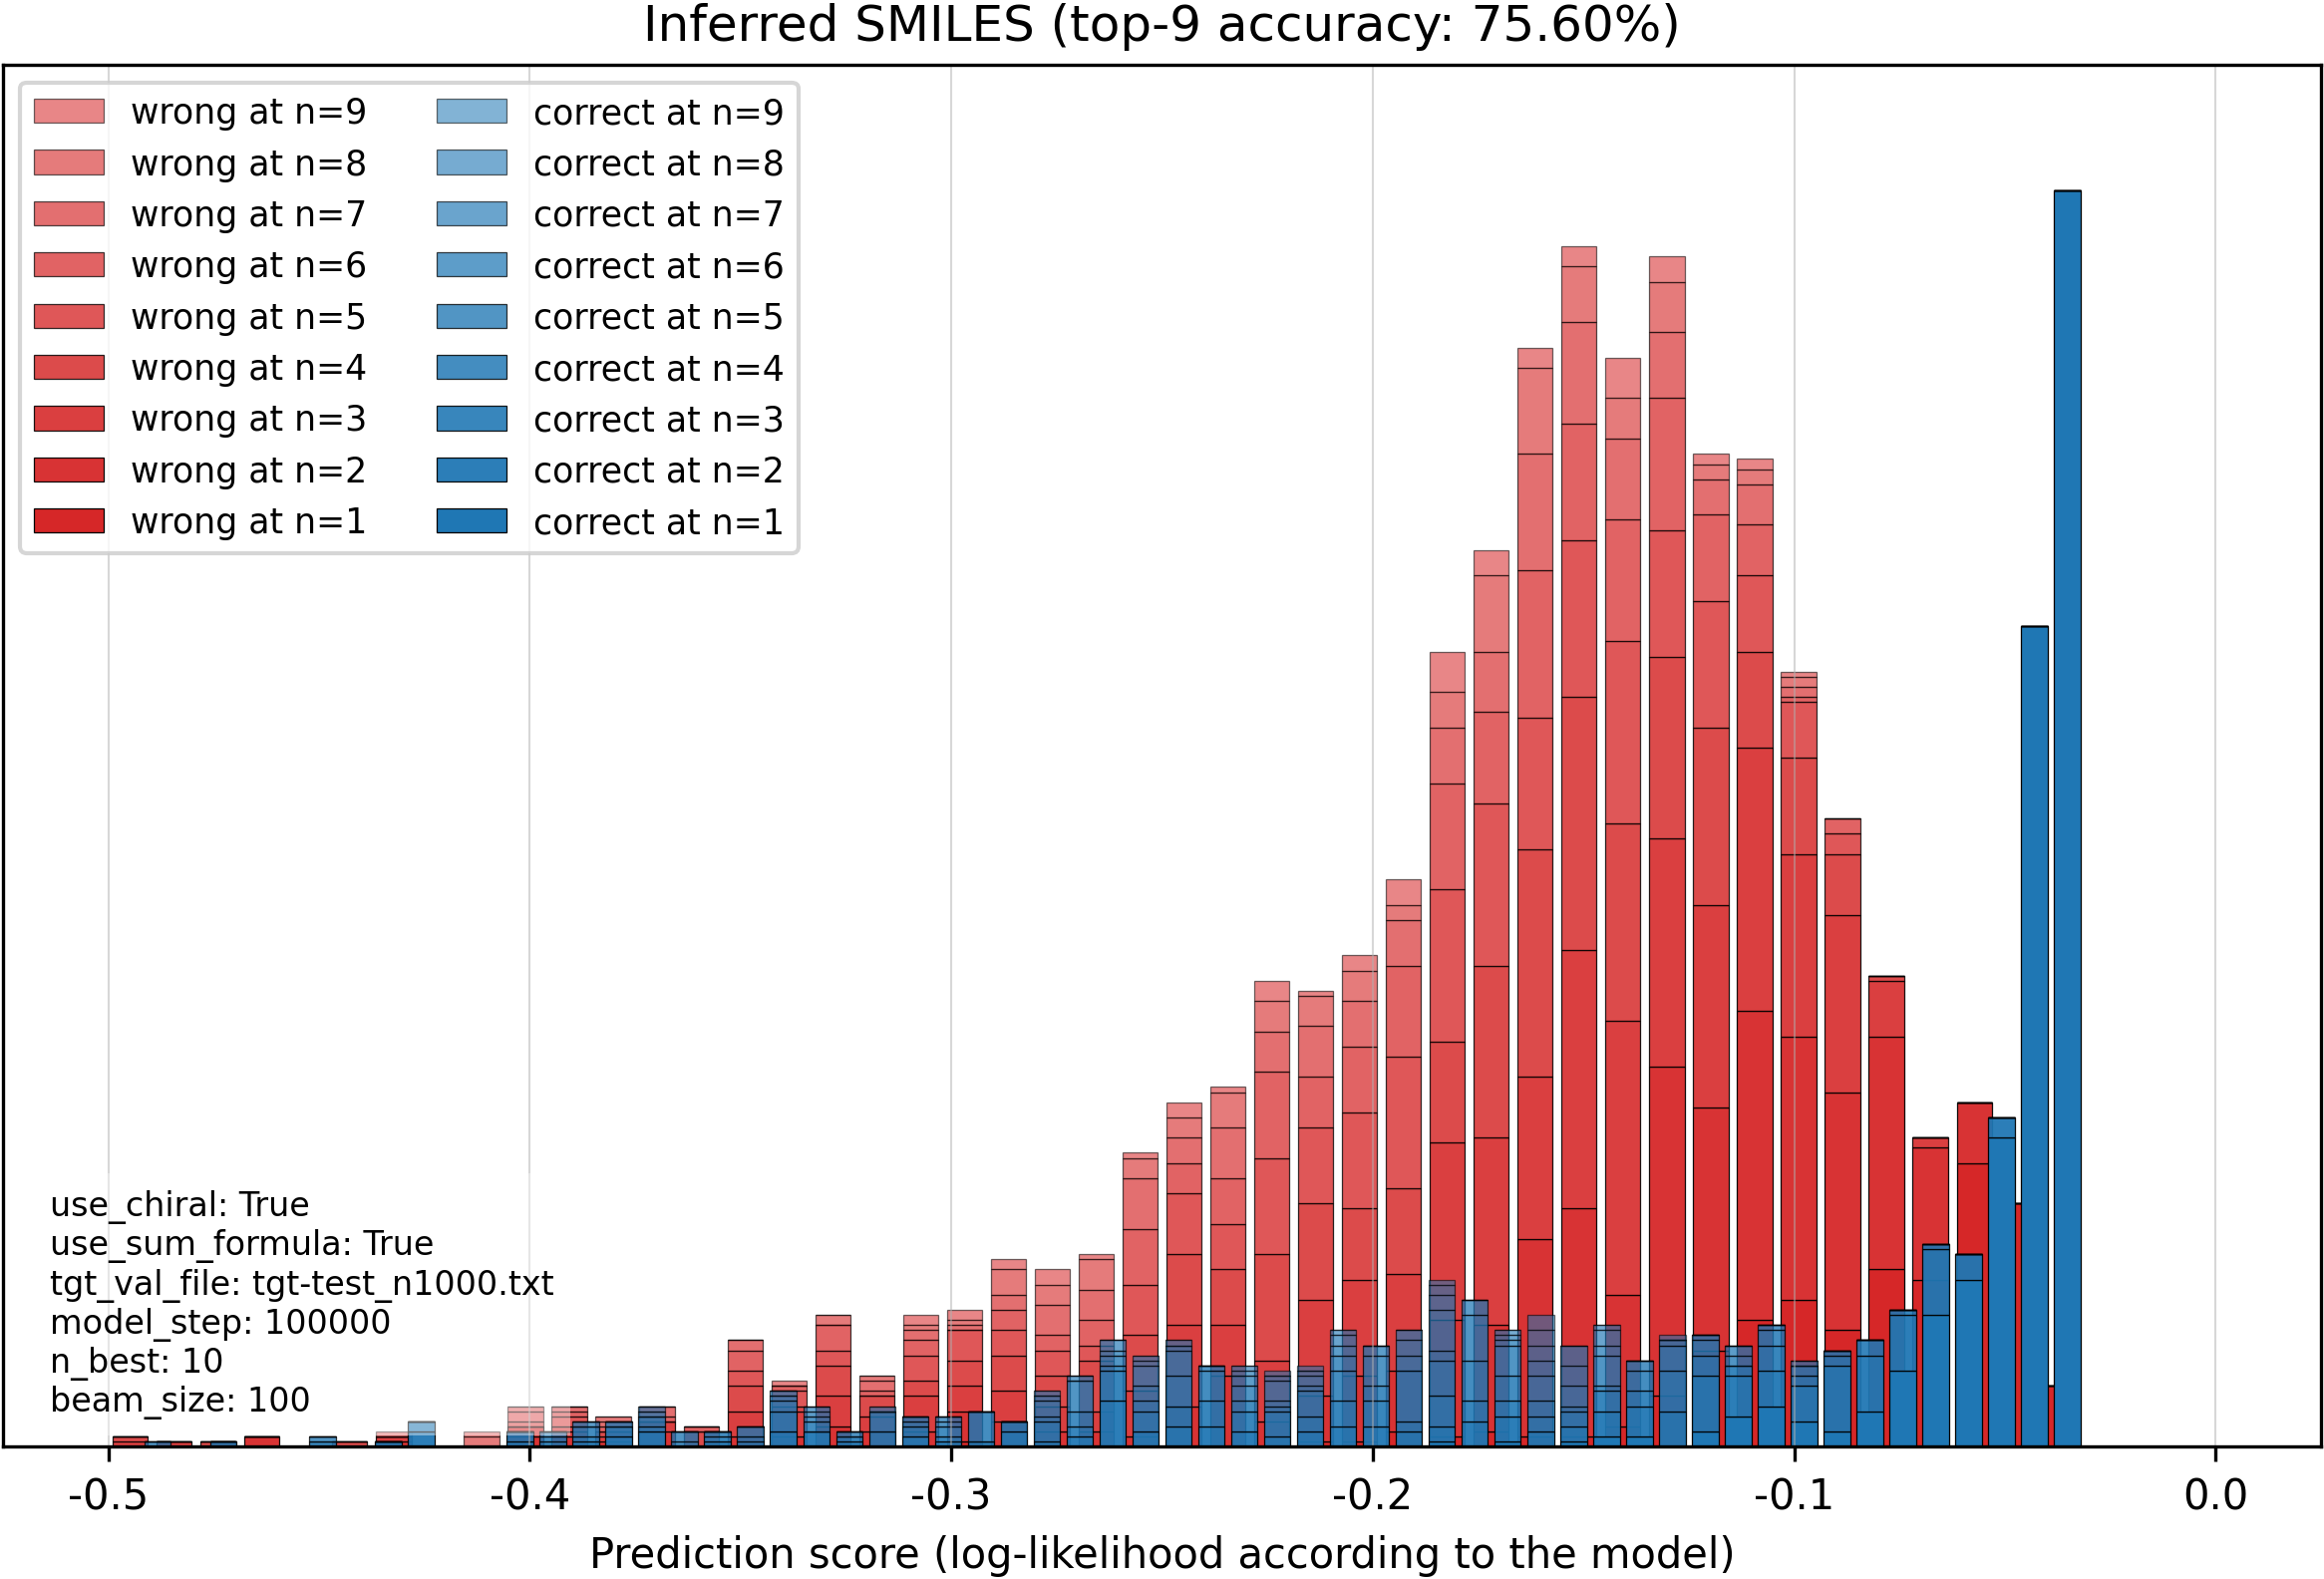 Inferred SMILES (top-9 accuracy: 75.60%)
wrong at n=9
wrong at n=8
wrong at n=7
wrong at n=6
wrong at n=5
wrong at n=4
wrong at n=3
wrong at n=2
wrong at n=1
correct at n=9
correct at n=8
correct at n=7
correct at n=6
correct at n=5
correct at n=4
correct at n=3
correct at n=2
correct at n=1
use_chiral: True
use_sum_formula: True
tgt_val_file: tgt-test_n1000.txt
model_step: 100000
n_best: 10
beam_size: 100
-0.5 -0.4 -0.3 -0.2 -0.1 0.0
Prediction score (log-likelihood according to the model)